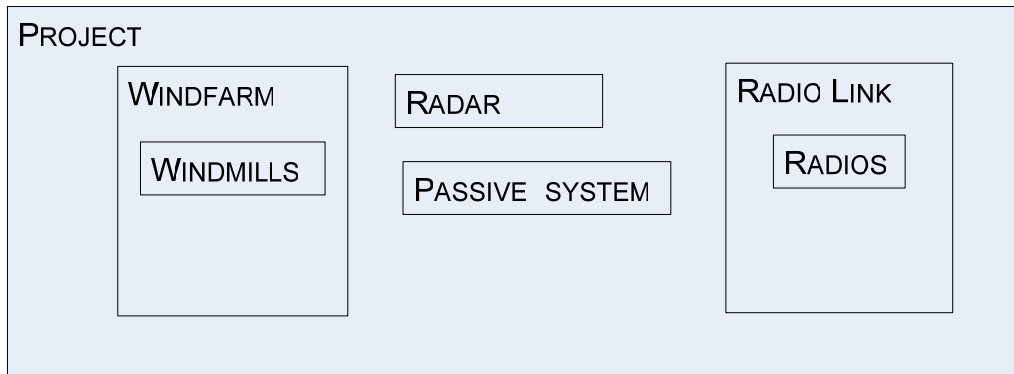 PROJECT
WINDFARM
WINDMILLS
RADAR
PASSIVE SYSTEM
RADIO LINK
RADIOS